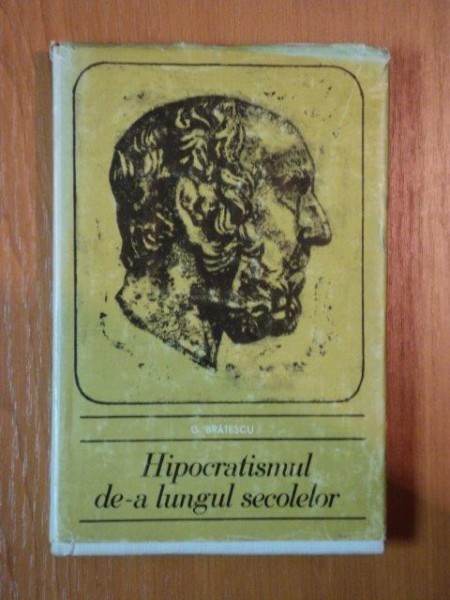 G. BRĂTESCU
Hipocratismul
de-a lungul secolelor